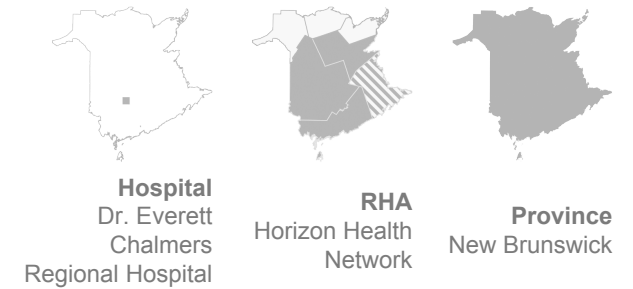 Hospital
Dr. Everett
Chalmers
Regional Hospital
RHA
Horizon Health
Network
Province
New Brunswick